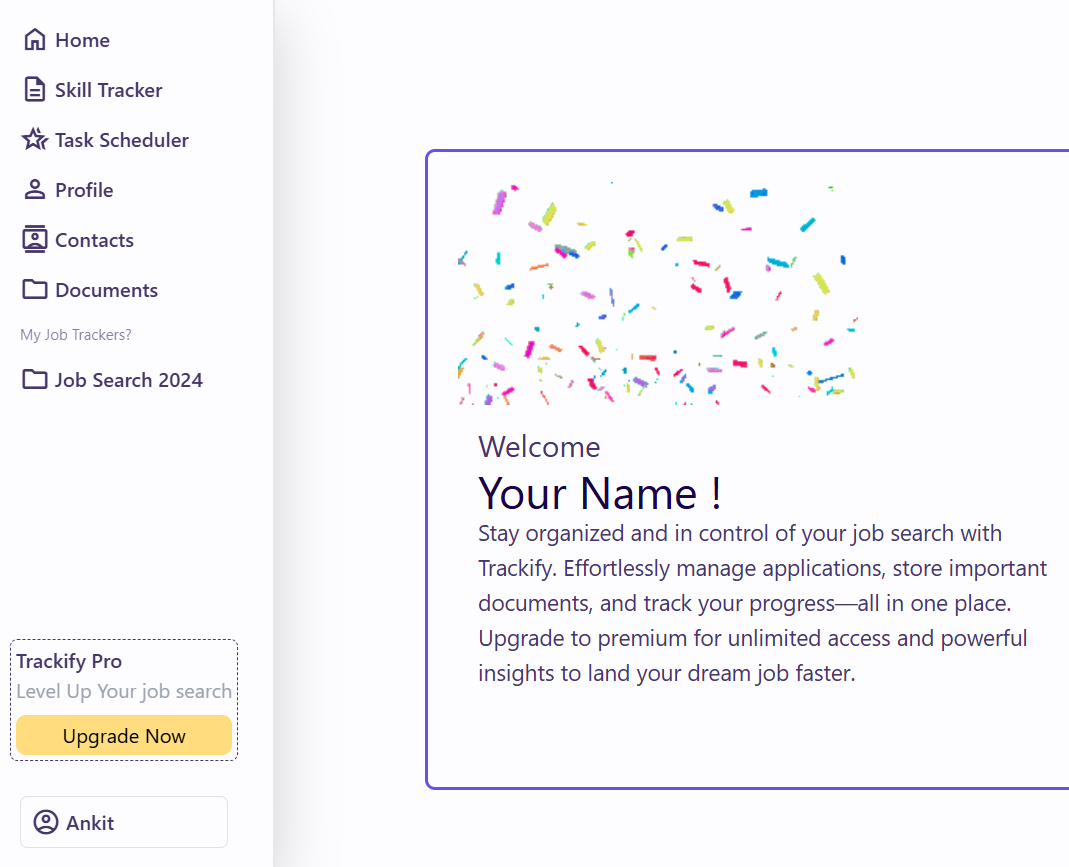 Home
Skill Tracker
Task Scheduler
Profile
Contacts
Documents
My Job Trackers?
Job Search 2024
Trackify Pro
Level Up Your job search
Upgrade Now
Ankit
Welcome
Your Name !
Stay organized and in control of your job search with
Trackify. Effortlessly manage applications, store important
documents, and track your progress—all in one place.
Upgrade to premium for unlimited access and powerful
insights to land your dream job faster.